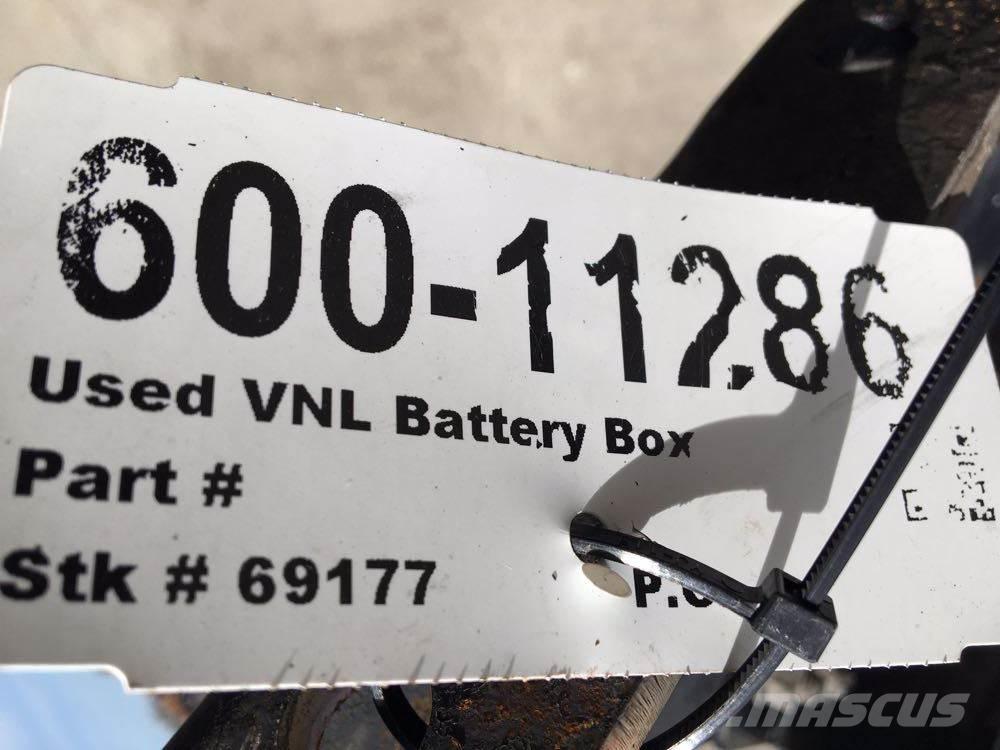 600-11286
Used VNL Battery Box
Part #
Stk # 69177
MASCUS